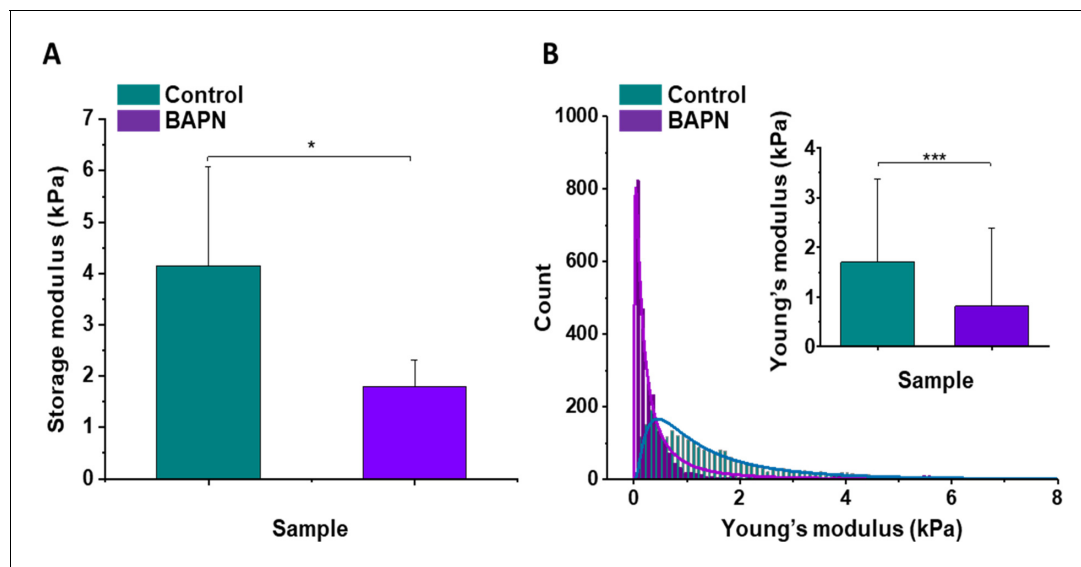 A
Control
BAPN
7
6
5
4
3
2
1
0
Storage modulus (kPa)
*
Sample
B
Control
BAPN
1000
800
600
400
200
0
Count
0 2 4 6 8
Young's modulus (kPa)
4
3
2
1
0
Young's modulus (kPa)
***
Sample